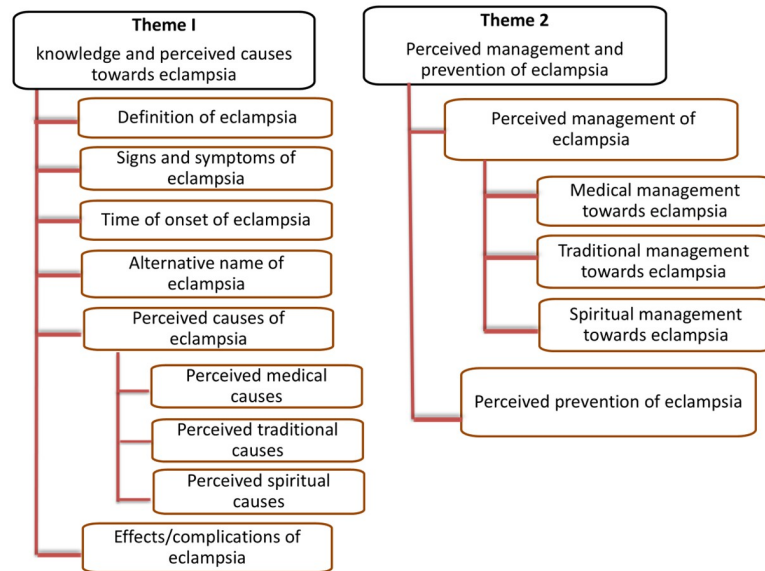 Theme I
knowledge and perceived causes
towards eclampsia
Definition of eclampsia
Signs and symptoms of
eclampsia
Time of onset of eclampsia
Alternative name of
eclampsia
Perceived causes of
eclampsia
Perceived medical
causes
Perceived traditional
causes
Perceived spiritual
causes
Effects/complications of
eclampsia
Theme 2
Perceived management and
prevention of eclampsia
Perceived management of
eclampsia
Medical management
towards eclampsia
Traditional management
towards eclampsia
Spiritual management
towards eclampsia
Perceived prevention of eclampsia